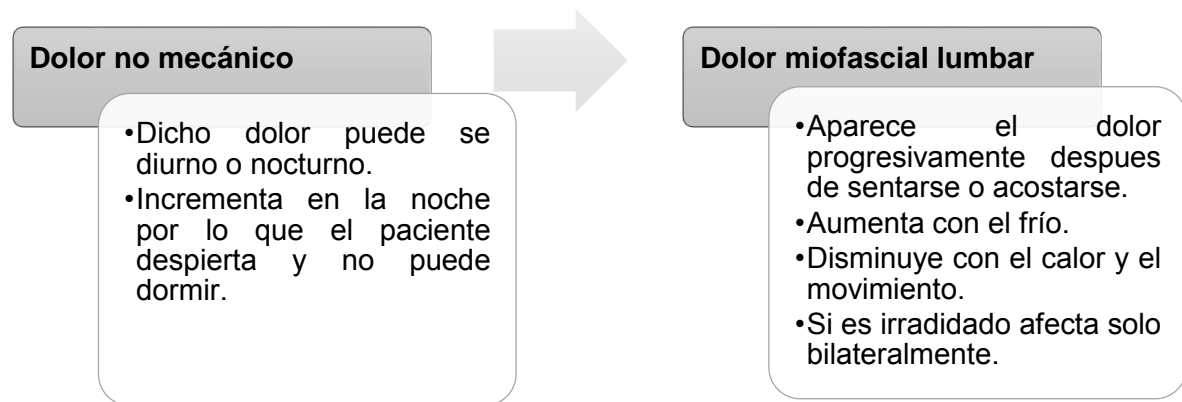 Dolor no mecánico
•Dicho dolor puede se
diurno o nocturno.
•Incrementa en la noche
por lo que el paciente
despierta y no puede
dormir.
Dolor miofascial lumbar
•Aparece el dolor
progresivamente despues
de sentarse o acostarse.
•Aumenta con el frío.
•Disminuye con el calor y el
movimiento.
•Si es irradidado afecta solo
bilateralmente.